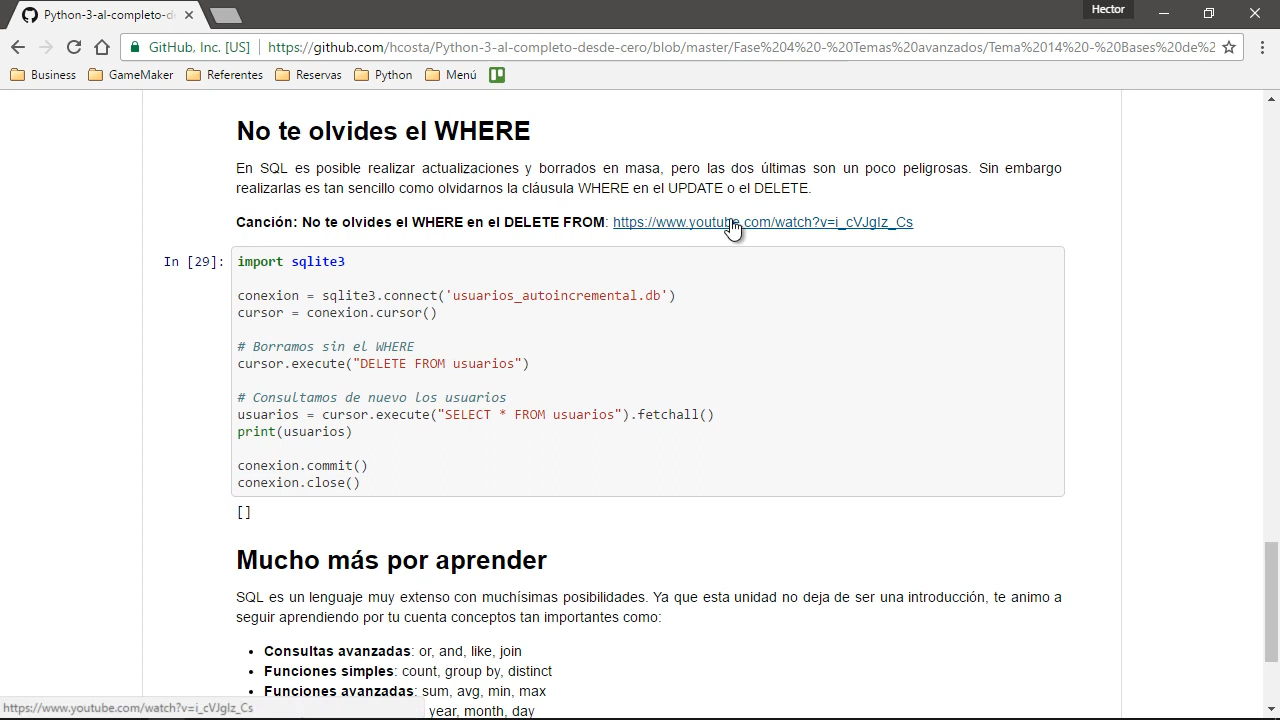 Hector
Python-3-al-completo-d
GitHub, Inc. [US] https://github.com/hcosta/Python-3-al-completo-desde-cero/blob/master/Fase%204%20-%20Temas%20avanzados/Tema%2014%20-%20Bases%20de%2
Business GameMaker Referentes Reservas Python Menú
No te olvides el WHERE
En SQL es posible realizar actualizaciones y borrados en masa, pero las dos últimas son un poco peligrosas. Sin embargo
realizarlas es tan sencillo como olvidarnos la cláusula WHERE en el UPDATE o el DELETE.
Canción: No te olvides el WHERE en el DELETE FROM: https://www.youtube.com/watch?v=i_cVJgIz_Cs
In [29]: import sqlite3
conexion = sqlite3.connect('usuarios_autoincremental.db')
cursor = conexion.cursor()
# Borramos sin el WHERE
cursor.execute("DELETE FROM usuarios")
# Consultamos de nuevo los usuarios
usuarios = cursor.execute("SELECT * FROM usuarios").fetchall()
print(usuarios)
conexion.commit()
conexion.close()
[]
Mucho más por aprender
SQL es un lenguaje muy extenso con muchísimas posibilidades. Ya que esta unidad no deja de ser una introducción, te animo a
seguir aprendiendo por tu cuenta conceptos tan importantes como:
• Consultas avanzadas: or, and, like, join
• Funciones simples: count, group by, distinct
• Funciones avanzadas: sum, avg, min, max
year, month, day
https://www.youtube.com/watch?v=i_cVJgIz_Cs